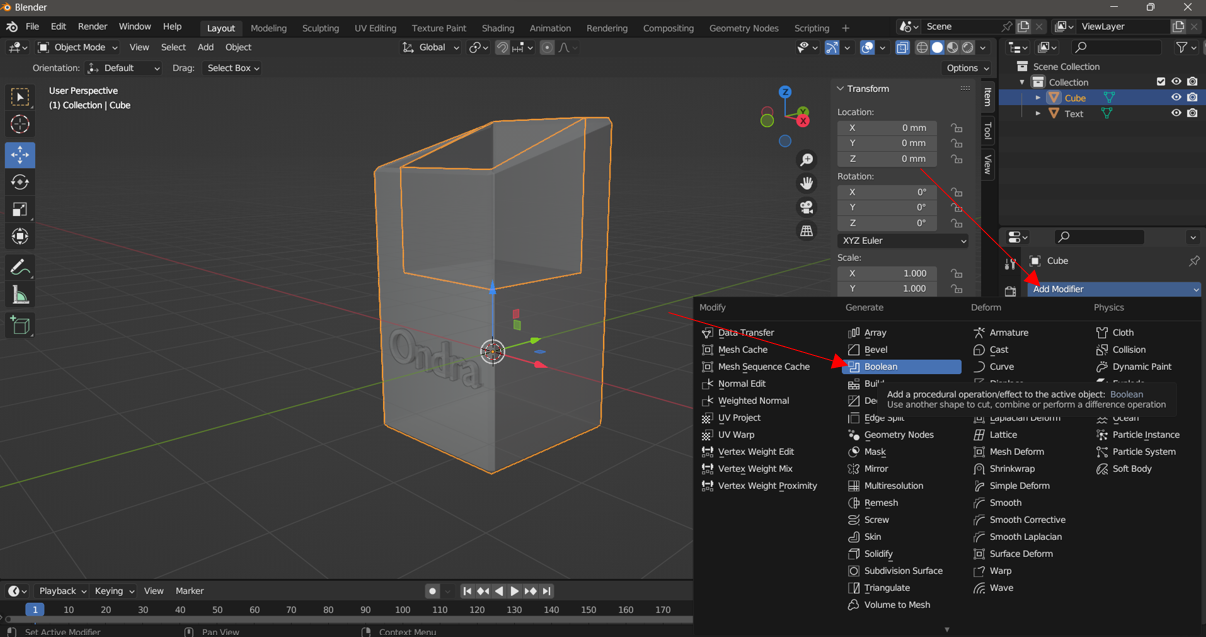 Blender
File Edit Render Window Help Layout Modeling Sculpting UV Editing Texture Paint Shading Animation Rendering Compositing Geometry Nodes Scripting + Scene ViewLayer
Object Mode View Select Add Object Global
Orientation: Default Drag: Select Box Options
User Perspective
(1) Collection | Cube
Ondra
Z
Y
X
Transform
Location:
X 0 mm
Y 0 mm
Z 0 mm
Rotation:
X 0°
Y 0°
Z 0°
XYZ Euler
Scale:
X 1.000
Y 1.000
Item
Tool
View
Scene Collection
Collection
Cube
Text
Cube
Add Modifier
Modify Generate Deform Physics
Data Transfer Array Armature Cloth
Mesh Cache Bevel Cast Collision
Mesh Sequence Cache Boolean Curve Dynamic Paint
Normal Edit
Add a procedural operation/effect to the active object: Boolean
Weighted Normal
Use another shape to cut, combine or perform a difference operation
UV Project Edge Split Laplacian Deform Ocean
UV Warp Geometry Nodes Lattice Particle Instance
Vertex Weight Edit Mask Mesh Deform Particle System
Vertex Weight Mix Mirror Shrinkwrap Soft Body
Vertex Weight Proximity Multiresolution Simple Deform
Remesh Smooth
Screw Smooth Corrective
Skin Smooth Laplacian
Solidify Surface Deform
Subdivision Surface Warp
Triangulate Wave
Volume to Mesh
Playback Keying View Marker
1 10 20 30 40 50 60 70 80 90 100 110 120 130 140 150 160 170
Set Active Modifier Pan View Context Menu